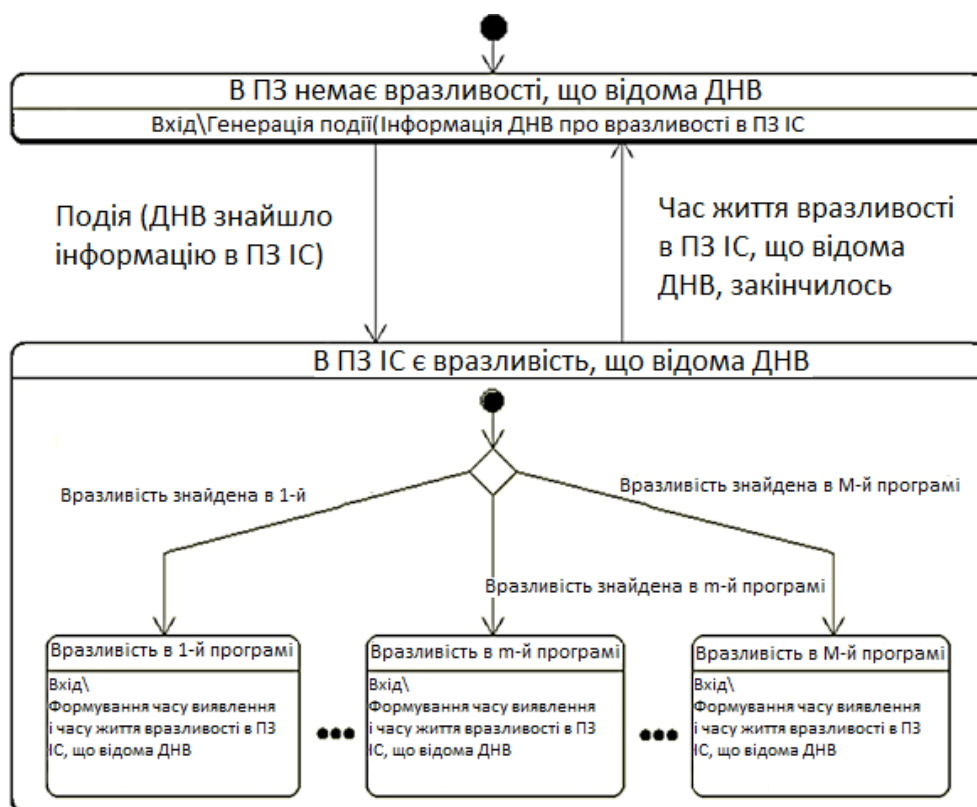 В ПЗ немає вразливості, що відома ДНВ
Вхід\Генерація події(Інформація ДНВ про вразливості в ПЗ ІС
Подія (ДНВ знайшло
інформацію в ПЗ ІС)
Час життя вразливості
в ПЗ ІС, що відома
ДНВ, закінчилось
В ПЗ ІС є вразливість, що відома ДНВ
Вразливість знайдена в 1-й
Вразливість знайдена в М-й програмі
Вразливість знайдена в m-й програмі
Вразливість в 1-й програмі
Вхід\
Формування часу виявлення
і часу життя вразливості в ПЗ
ІС, що відома ДНВ
Вразливість в m-й програмі
Вхід\
Формування часу виявлення
і часу життя вразливості в ПЗ
ІС, що відома ДНВ
Вразливість в М-й програмі
Вхід\
Формування часу виявлення
і часу життя вразливості в ПЗ
ІС, що відома ДНВ